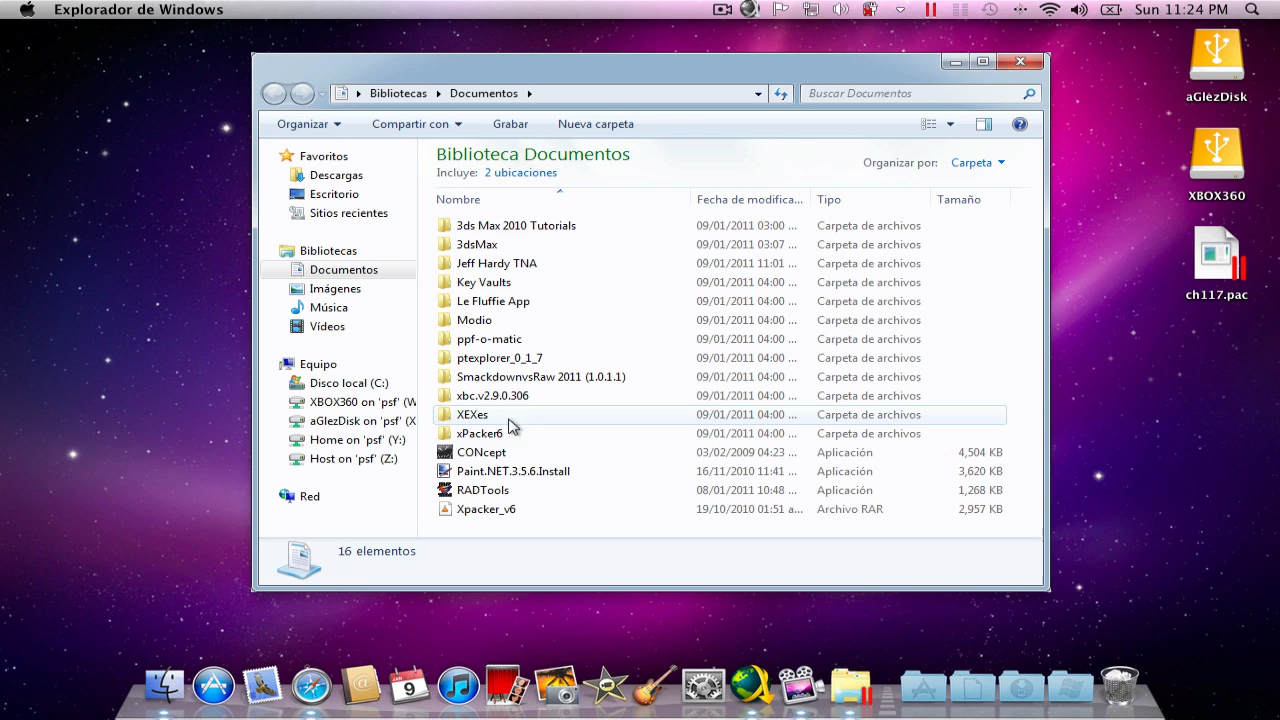 Explorador de Windows
Sun 11:24 PM
aGlezDisk
XBOX360
ch117.pac
Bibliotecas Documentos
Buscar Documentos
Organizar Compartir con Grabar Nueva carpeta
Biblioteca Documentos
Incluye: 2 ubicaciones
Organizar por: Carpeta
Favoritos
Descargas
Escritorio
Sitios recientes
Bibliotecas
Documentos
Imágenes
Música
Vídeos
Equipo
Disco local (C:)
XBOX360 on 'psf' (W
aGlezDisk on 'psf' (X
Home on 'psf' (Y:)
Host on 'psf' (Z:)
Red
Nombre Fecha de modifica... Tipo Tamaño
3ds Max 2010 Tutorials 09/01/2011 03:00 ... Carpeta de archivos
3dsMax 09/01/2011 03:07 ... Carpeta de archivos
Jeff Hardy TNA 09/01/2011 11:01 ... Carpeta de archivos
Key Vaults 09/01/2011 04:00 ... Carpeta de archivos
Le Fluffie App 09/01/2011 04:00 ... Carpeta de archivos
Modio 09/01/2011 04:00 ... Carpeta de archivos
ppf-o-matic 09/01/2011 04:00 ... Carpeta de archivos
ptexplorer_0_1_7 09/01/2011 04:00 ... Carpeta de archivos
SmackdownvsRaw 2011 (1.0.1.1) 09/01/2011 04:00 ... Carpeta de archivos
xbc.v2.9.0.306 09/01/2011 04:00 ... Carpeta de archivos
XEXes 09/01/2011 04:00 ... Carpeta de archivos
xPacker6 09/01/2011 04:00 ... Carpeta de archivos
CONcept 03/02/2009 04:23 ... Aplicación 4,504 KB
Paint.NET.3.5.6.Install 16/11/2010 11:41 ... Aplicación 3,620 KB
RADTools 08/01/2011 10:48 ... Aplicación 1,268 KB
Xpacker_v6 19/10/2010 01:51 a... Archivo RAR 2,957 KB
16 elementos
JAN
9